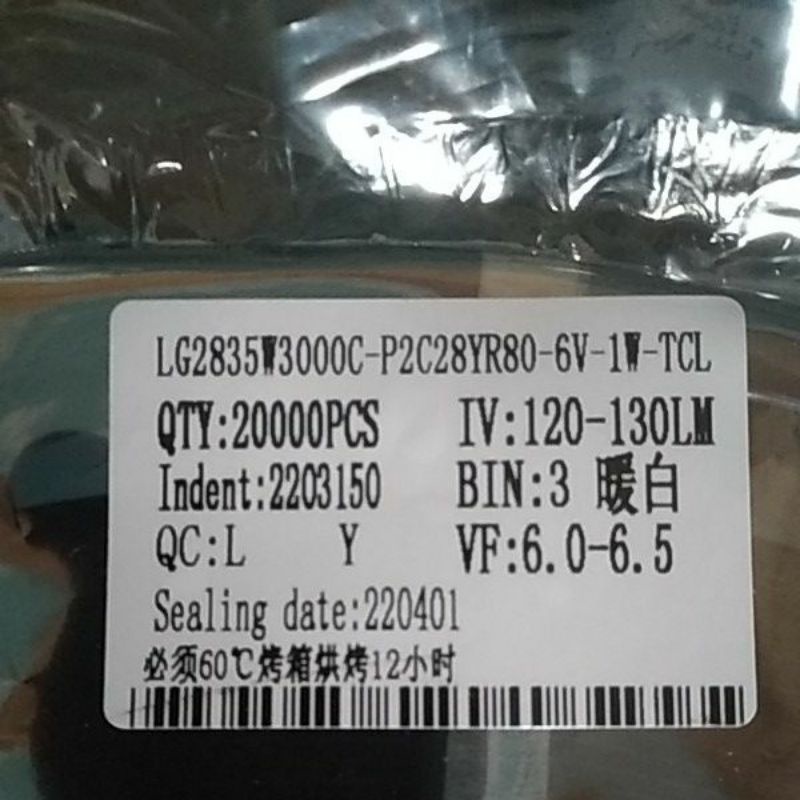 LG2835W3000C-P2C28YR80-6V-1W-TCL
QTY:20000PCS IV:120-130LM
Indent:2203150 BIN:3 暖白
QC:L Y VF:6.0-6.5
Sealing date:220401
必须60℃烤箱烘烤12小时